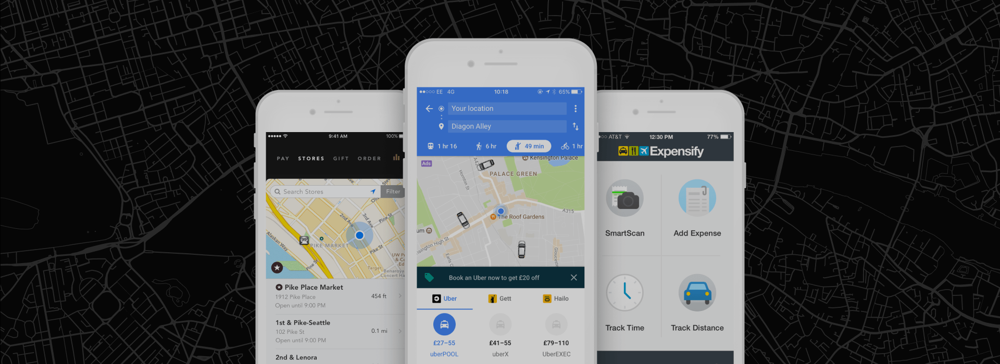 9:41 AM 100%
PAY STORES GIFT ORDER
Search Stores Filter
2nd Ave
3rd Ave
Pine St
99
PIKE MARKET
Alaskan Way
Pike St
Pine St
Target
Benaroya
Concert Ha
Pike Place Market
1912 Pike Place
Open until 9:00 PM
454 ft
1st & Pike-Seattle
102 Pike St
Open until 9:00 PM
0.1 mi
2nd & Lenora
EE 4G 10:18 65%
Your location
Diagon Alley
1 hr 16 6 hr 49 min 1 hr
Ads
Kensington Palace
PALACE GREEN
Hornton St
A315
The Roof Gardens
um
nsington High St
Earls C
Gloucester
Book an Uber now to get £20 off
Uber Gett Hailo
£27–55 £41–55 £79–110
uberPOOL uberX UberEXEC
AT&T 12:30 PM 77%
Expensify
SmartScan Add Expense
Track Time Track Distance